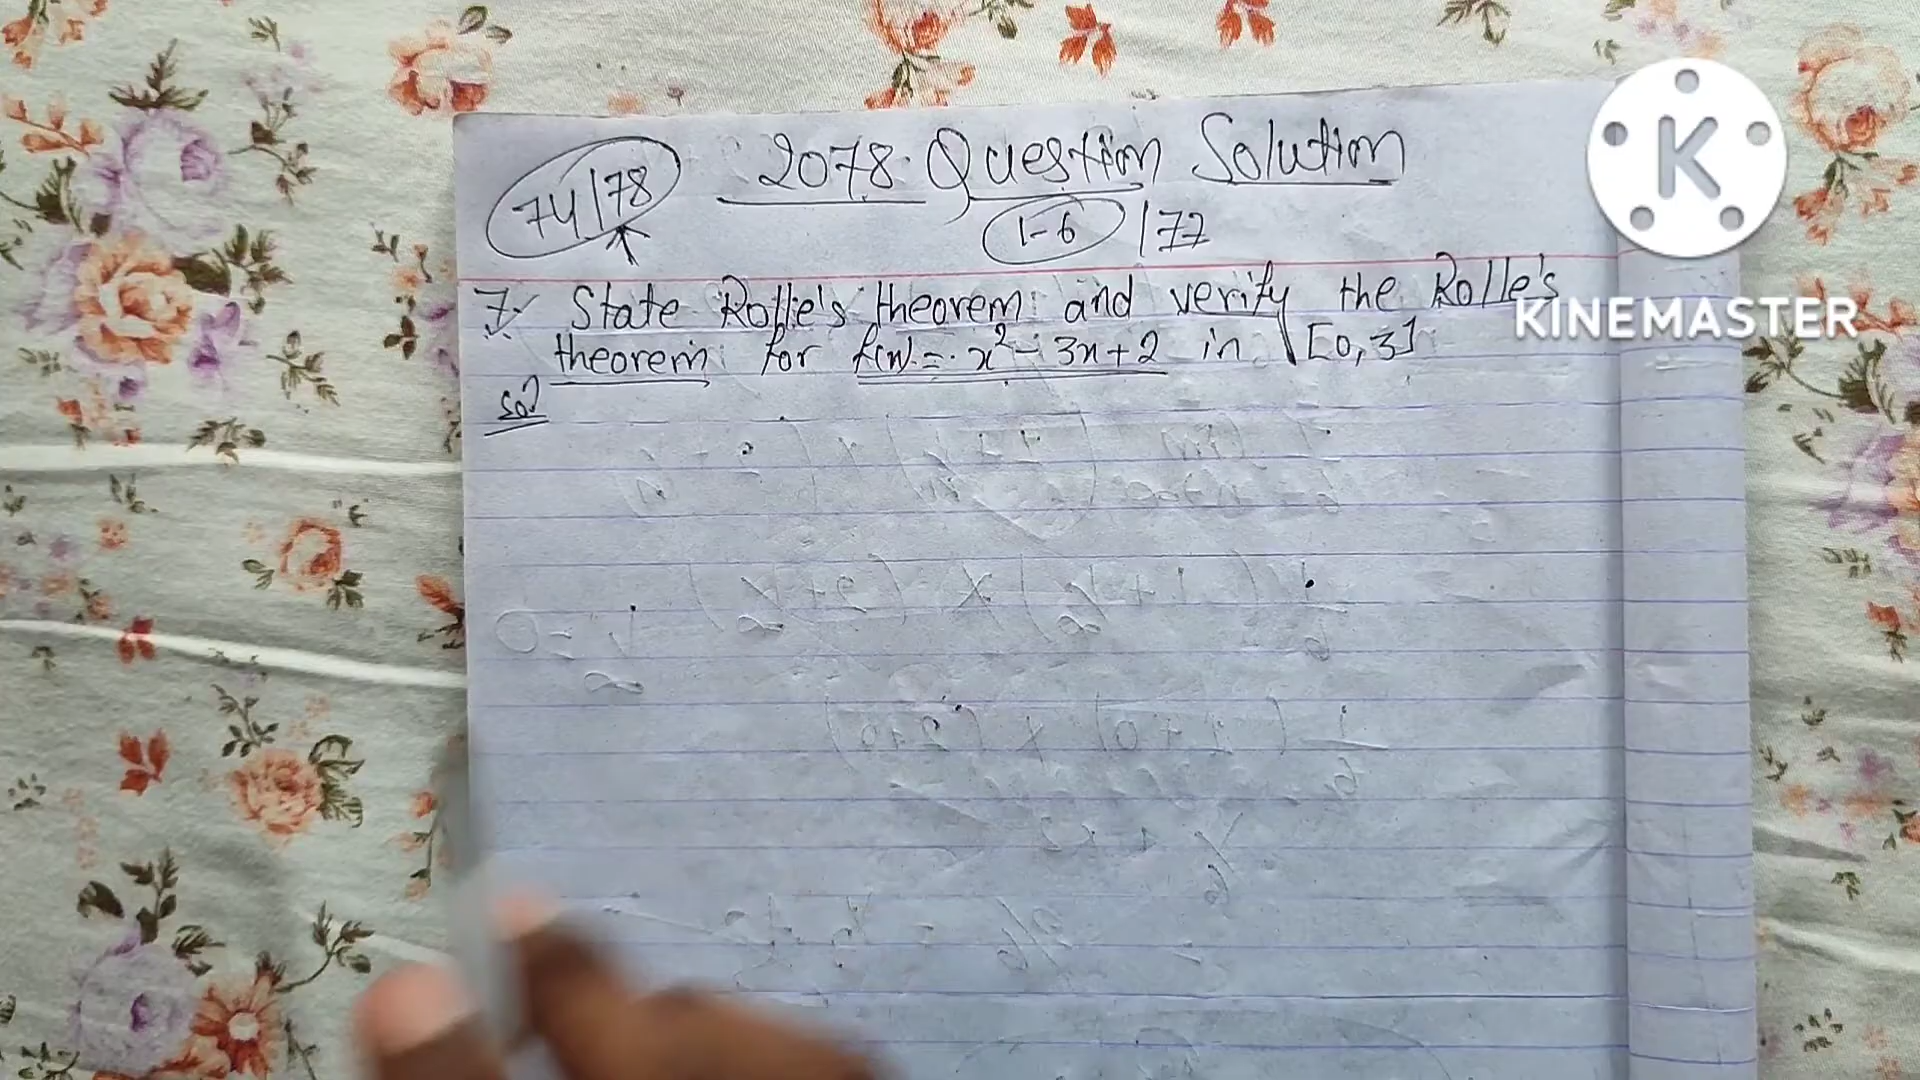 74/78 2078 Question Solution
1-6 /77
7. State Rolle's theorem and verify the Rolle's
theorem for f(x) = x² - 3x + 2 in [0, 3]
Solⁿ
K
KINEMASTER